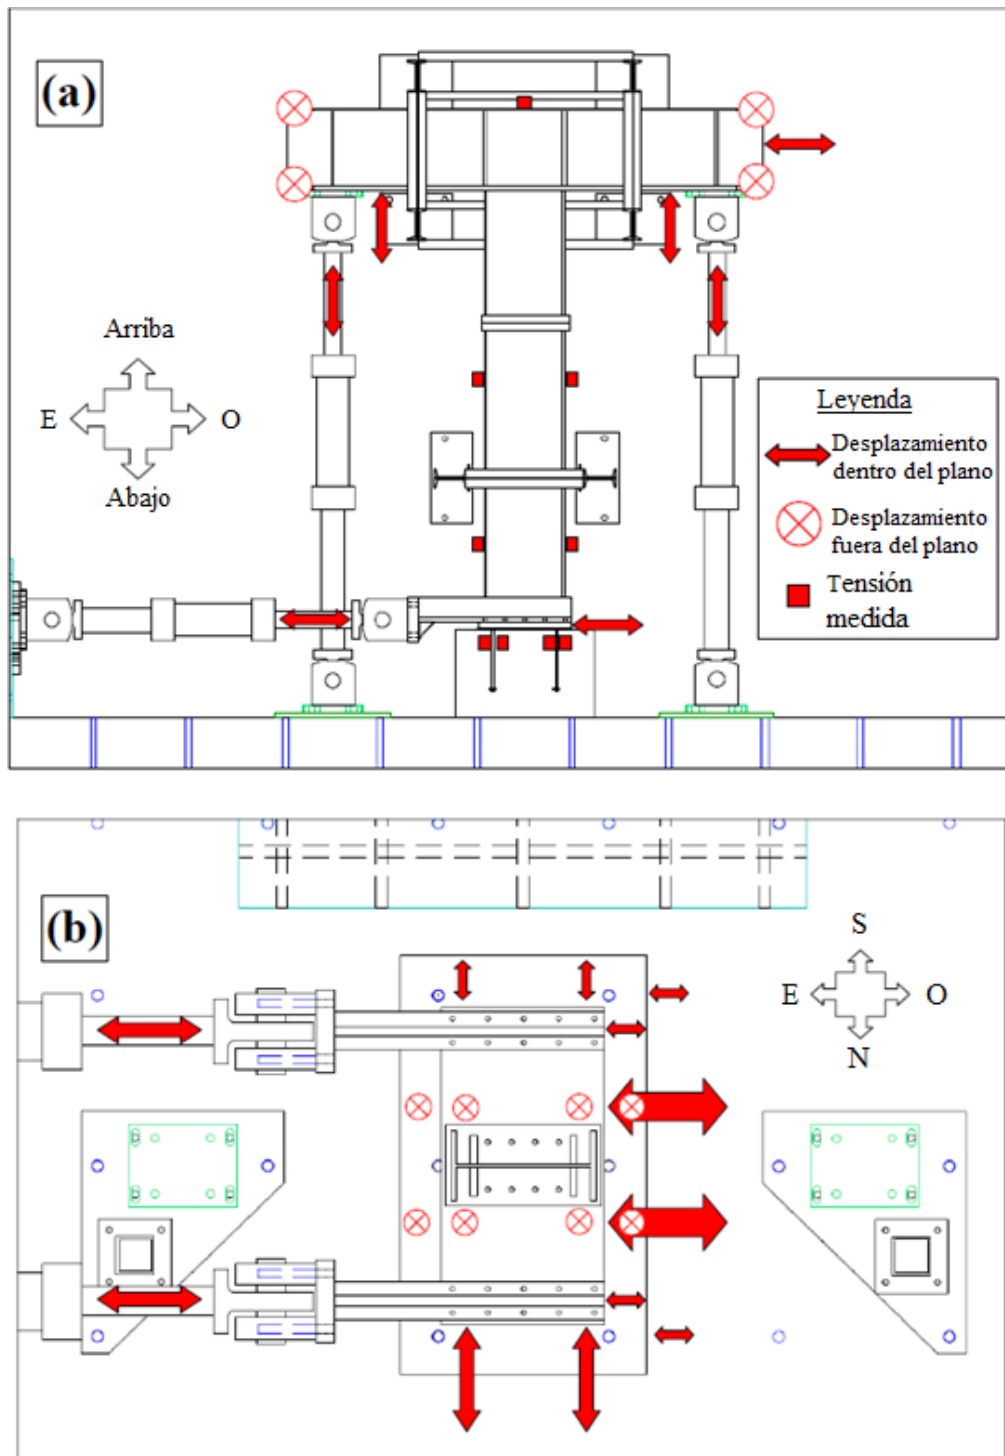 (a)
Arriba
E
O
Abajo
Leyenda
Desplazamiento
dentro del plano
Desplazamiento
fuera del plano
Tensión
medida
(b)
S
E
O
N